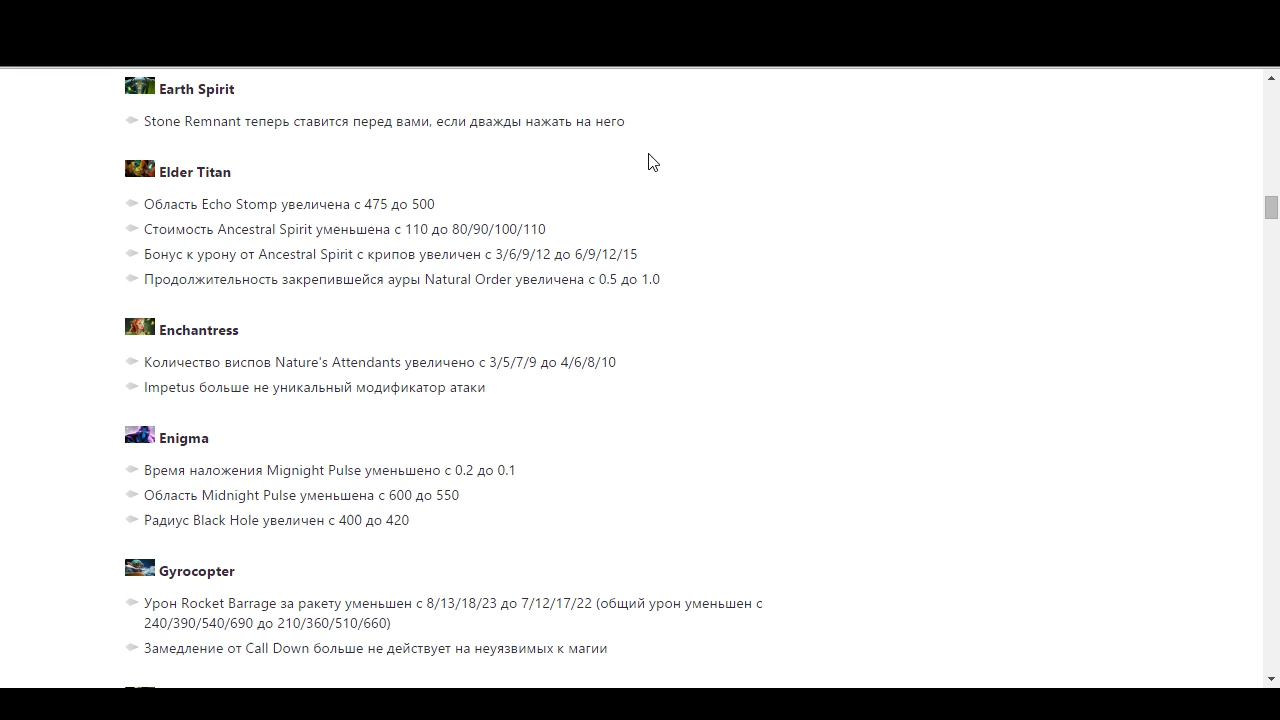 Earth Spirit
Stone Remnant теперь ставится перед вами, если дважды нажать на него
Elder Titan
Область Echo Stomp увеличена с 475 до 500
Стоимость Ancestral Spirit уменьшена с 110 до 80/90/100/110
Бонус к урону от Ancestral Spirit с крипов увеличен с 3/6/9/12 до 6/9/12/15
Продолжительность закрепившейся ауры Natural Order увеличена с 0.5 до 1.0
Enchantress
Количество виспов Nature's Attendants увеличено с 3/5/7/9 до 4/6/8/10
Impetus больше не уникальный модификатор атаки
Enigma
Время наложения Mignight Pulse уменьшено с 0.2 до 0.1
Область Midnight Pulse уменьшена с 600 до 550
Радиус Black Hole увеличен с 400 до 420
Gyrocopter
Урон Rocket Barrage за ракету уменьшен с 8/13/18/23 до 7/12/17/22 (общий урон уменьшен с
240/390/540/690 до 210/360/510/660)
Замедление от Call Down больше не действует на неуязвимых к магии